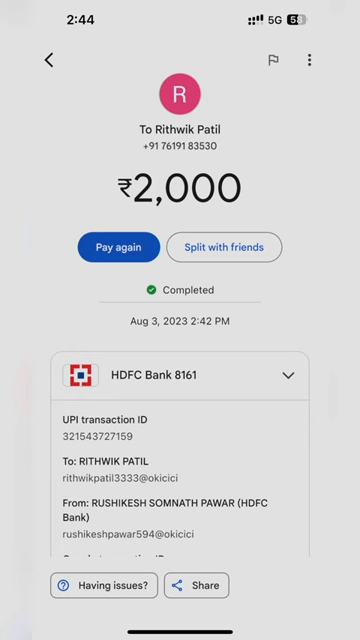 2:44
5G 58
R
To Rithwik Patil
+91 76191 83530
₹2,000
Pay again
Split with friends
Completed
Aug 3, 2023 2:42 PM
HDFC Bank 8161
UPI transaction ID
321543727159
To: RITHWIK PATIL
rithwikpatil3333@okicici
From: RUSHIKESH SOMNATH PAWAR (HDFC
Bank)
rushikeshpawar594@okicici
Having issues?
Share